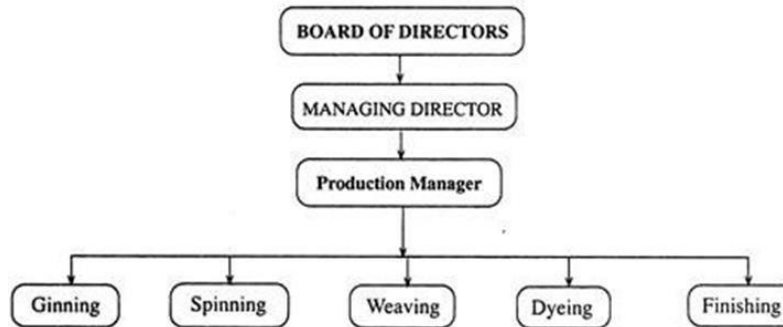 BOARD OF DIRECTORS
MANAGING DIRECTOR
Production Manager
Ginning
Spinning
Weaving
Dyeing
Finishing